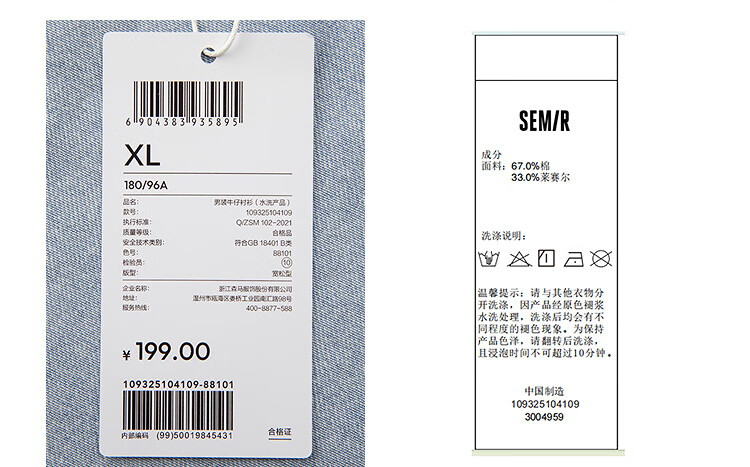 6 904383 935895
XL
180/96A
品名: 男装牛仔衬衫（水洗产品）
款号: 109325104109
执行标准: Q/ZSM 102-2021
质量等级: 合格品
安全技术类别: 符合GB 18401 B类
色号: 88101
检验员: 10
版型: 宽松型
企业名称: 浙江森马服饰股份有限公司
地址: 温州市瓯海区娄桥工业园南汇路98号
服务热线: 400-8877-588
¥ 199.00
109325104109-88101
内部编码 (99)50019845431
合格证
SEM/R
成分
面料: 67.0%棉
33.0%莱赛尔
洗涤说明:
温馨提示: 请与其他衣物分
开洗涤，因产品经原色褪浆
水洗处理，洗涤后均会有不
同程度的褪色现象。为保持
产品色泽，请翻转后洗涤，
且浸泡时间不可超过10分钟。
中国制造
109325104109
3004959